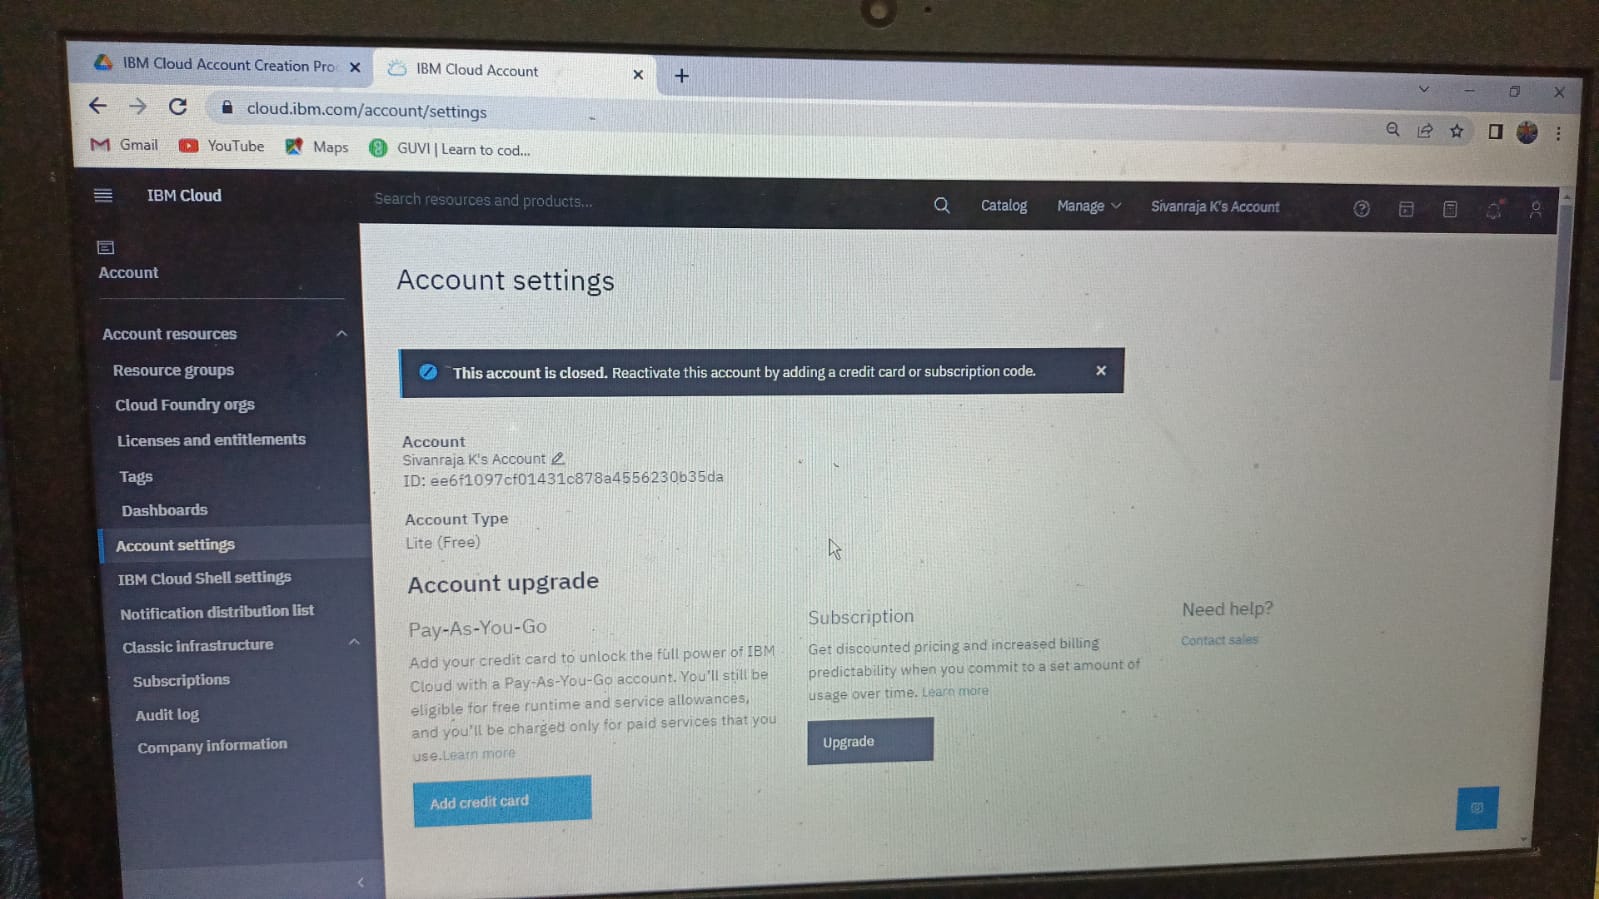 IBM Cloud Account Creation Pro
IBM Cloud Account
cloud.ibm.com/account/settings
Gmail
YouTube
Maps
GUVI | Learn to cod...
IBM Cloud
Search resources and products...
Catalog
Manage
Sivanraja K's Account
Account
Account resources
Resource groups
Cloud Foundry orgs
Licenses and entitlements
Tags
Dashboards
Account settings
IBM Cloud Shell settings
Notification distribution list
Classic infrastructure
Subscriptions
Audit log
Company information
Account settings
This account is closed. Reactivate this account by adding a credit card or subscription code.
Account
Sivanraja K's Account
ID: ee6f1097cf01431c878a4556230b35da
Account Type
Lite (Free)
Account upgrade
Pay-As-You-Go
Add your credit card to unlock the full power of IBM
Cloud with a Pay-As-You-Go account. You'll still be
eligible for free runtime and service allowances,
and you'll be charged only for paid services that you
use.Learn more
Add credit card
Subscription
Get discounted pricing and increased billing
predictability when you commit to a set amount of
usage over time. Learn more
Upgrade
Need help?
Contact sales